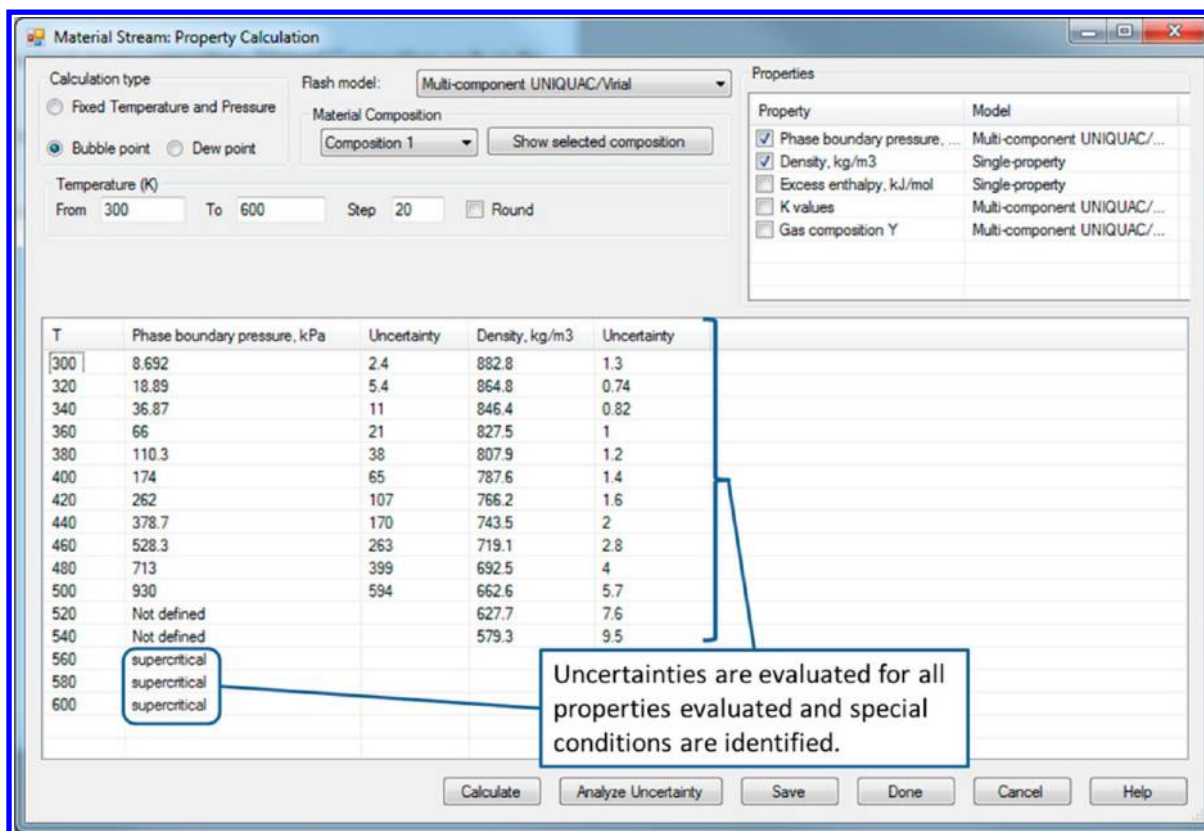 Material Stream: Property Calculation
Calculation type
Fixed Temperature and Pressure
Bubble point Dew point
Flash model: Multi-component UNIQUAC/Virial
Material Composition
Composition 1 Show selected composition
Temperature (K)
From 300 To 600 Step 20 Round
Properties
Property Model
Phase boundary pressure, ... Multi-component UNIQUAC/...
Density, kg/m3 Single-property
Excess enthalpy, kJ/mol Single-property
K values Multi-component UNIQUAC/...
Gas composition Y Multi-component UNIQUAC/...
T Phase boundary pressure, kPa Uncertainty Density, kg/m3 Uncertainty
300 8.692 2.4 882.8 1.3
320 18.89 5.4 864.8 0.74
340 36.87 11 846.4 0.82
360 66 21 827.5 1
380 110.3 38 807.9 1.2
400 174 65 787.6 1.4
420 262 107 766.2 1.6
440 378.7 170 743.5 2
460 528.3 263 719.1 2.8
480 713 399 692.5 4
500 930 594 662.6 5.7
520 Not defined 627.7 7.6
540 Not defined 579.3 9.5
560 supercritical
580 supercritical
600 supercritical
Uncertainties are evaluated for all
properties evaluated and special
conditions are identified.
Calculate Analyze Uncertainty Save Done Cancel Help